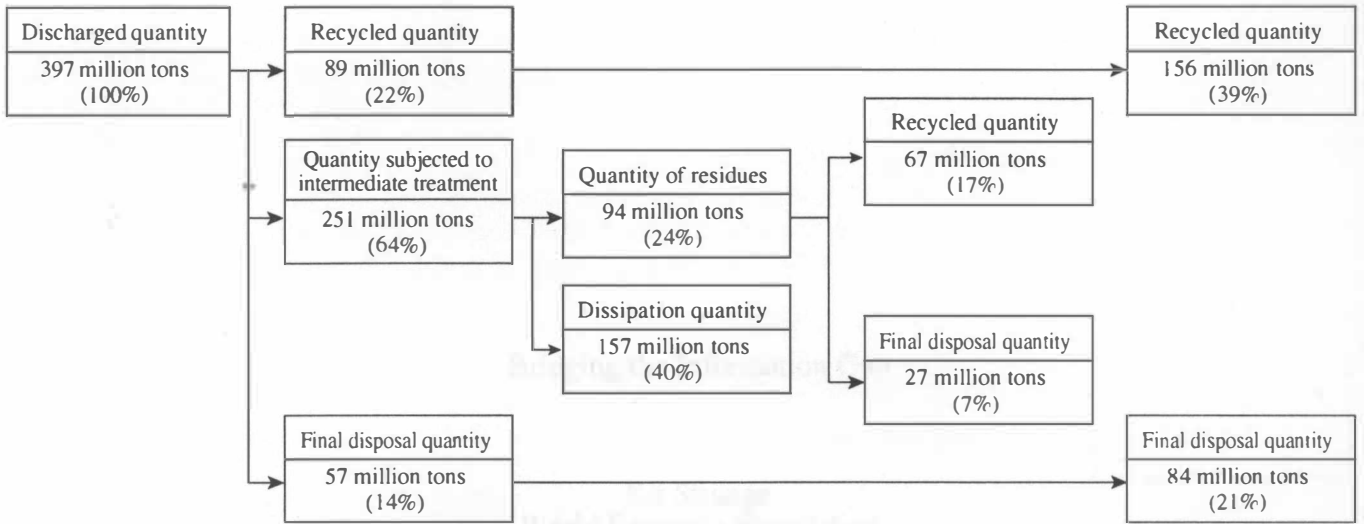 Discharged quantity
397 million tons
(100%)
Recycled quantity
89 million tons
(22%)
Recycled quantity
156 million tons
(39%)
Recycled quantity
67 million tons
(17%)
Quantity subjected to
intermediate treatment
251 million tons
(64%)
Quantity of residues
94 million tons
(24%)
Dissipation quantity
157 million tons
(40%)
Final disposal quantity
27 million tons
(7%)
Final disposal quantity
57 million tons
(14%)
Final disposal quantity
84 million tons
(21%)